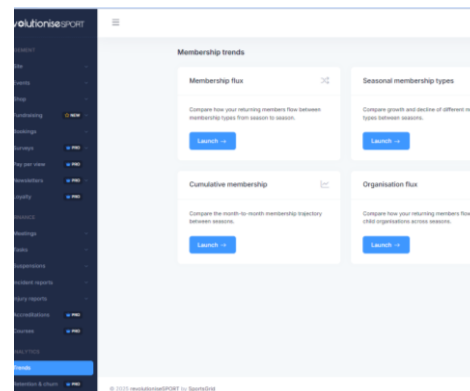 volutioniseSPORT
Site
Events
Shop
Fundraising NEW
Bookings
Surveys PRO
Pay per view PRO
Newsletters PRO
Loyalty PRO
Meetings
Tasks
Suspensions
Incident reports
Injury reports
Accreditations PRO
Courses PRO
ANALYTICS
Trends
Retention & churn PRO
Membership trends
Membership flux
Compare how your returning members flow between
membership types from season to season.
Launch →
Seasonal membership types
Compare growth and decline of different
types between seasons.
Launch →
Cumulative membership
Compare the month-to-month membership trajectory
between seasons.
Launch →
Organisation flux
Compare how your returning members flow
child organisations across seasons.
Launch →
© 2025 revolutioniseSPORT by SportsGrid